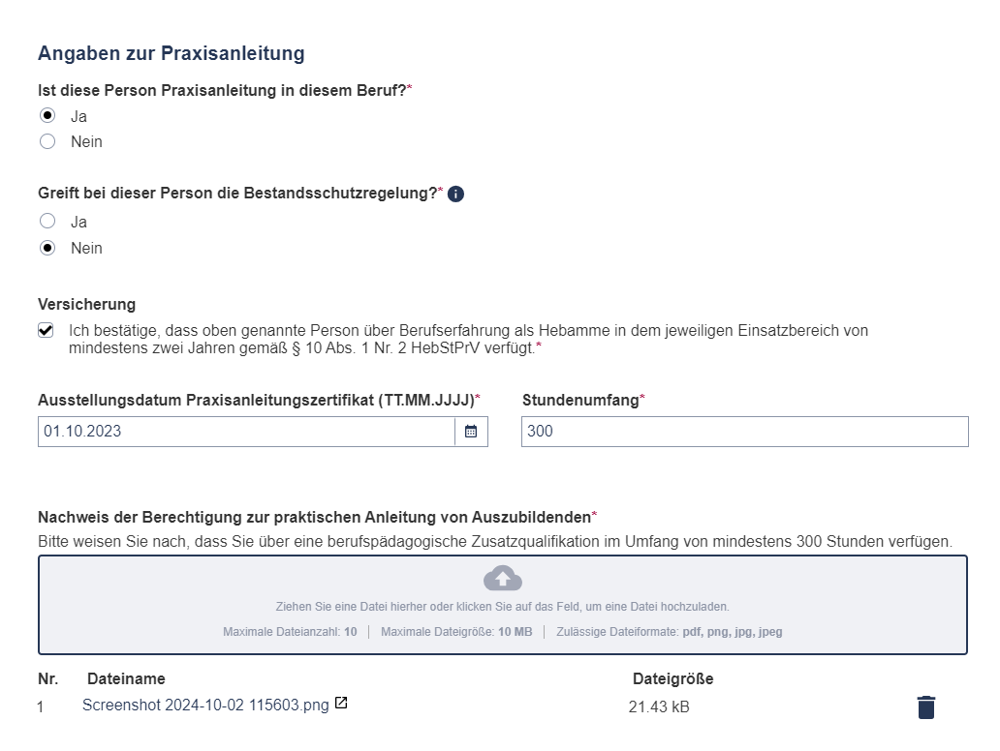 Angaben zur Praxisanleitung
Ist diese Person Praxisanleitung in diesem Beruf?*
Ja
Nein
Greift bei dieser Person die Bestandsschutzregelung?* i
Ja
Nein
Versicherung
Ich bestätige, dass oben genannte Person über Berufserfahrung als Hebamme in dem jeweiligen Einsatzbereich von
mindestens zwei Jahren gemäß § 10 Abs. 1 Nr. 2 HebStPrV verfügt.*
Ausstellungsdatum Praxisanleitungszertifikat (TT.MM.JJJJ)* Stundenumfang*
01.10.2023 300
Nachweis der Berechtigung zur praktischen Anleitung von Auszubildenden*
Bitte weisen Sie nach, dass Sie über eine berufspädagogische Zusatzqualifikation im Umfang von mindestens 300 Stunden verfügen.
Ziehen Sie eine Datei hierher oder klicken Sie auf das Feld, um eine Datei hochzuladen.
Maximale Dateianzahl: 10 | Maximale Dateigröße: 10 MB | Zulässige Dateiformate: pdf, png, jpg, jpeg
Nr. Dateiname Dateigröße
1 Screenshot 2024-10-02 115603.png 21.43 kB